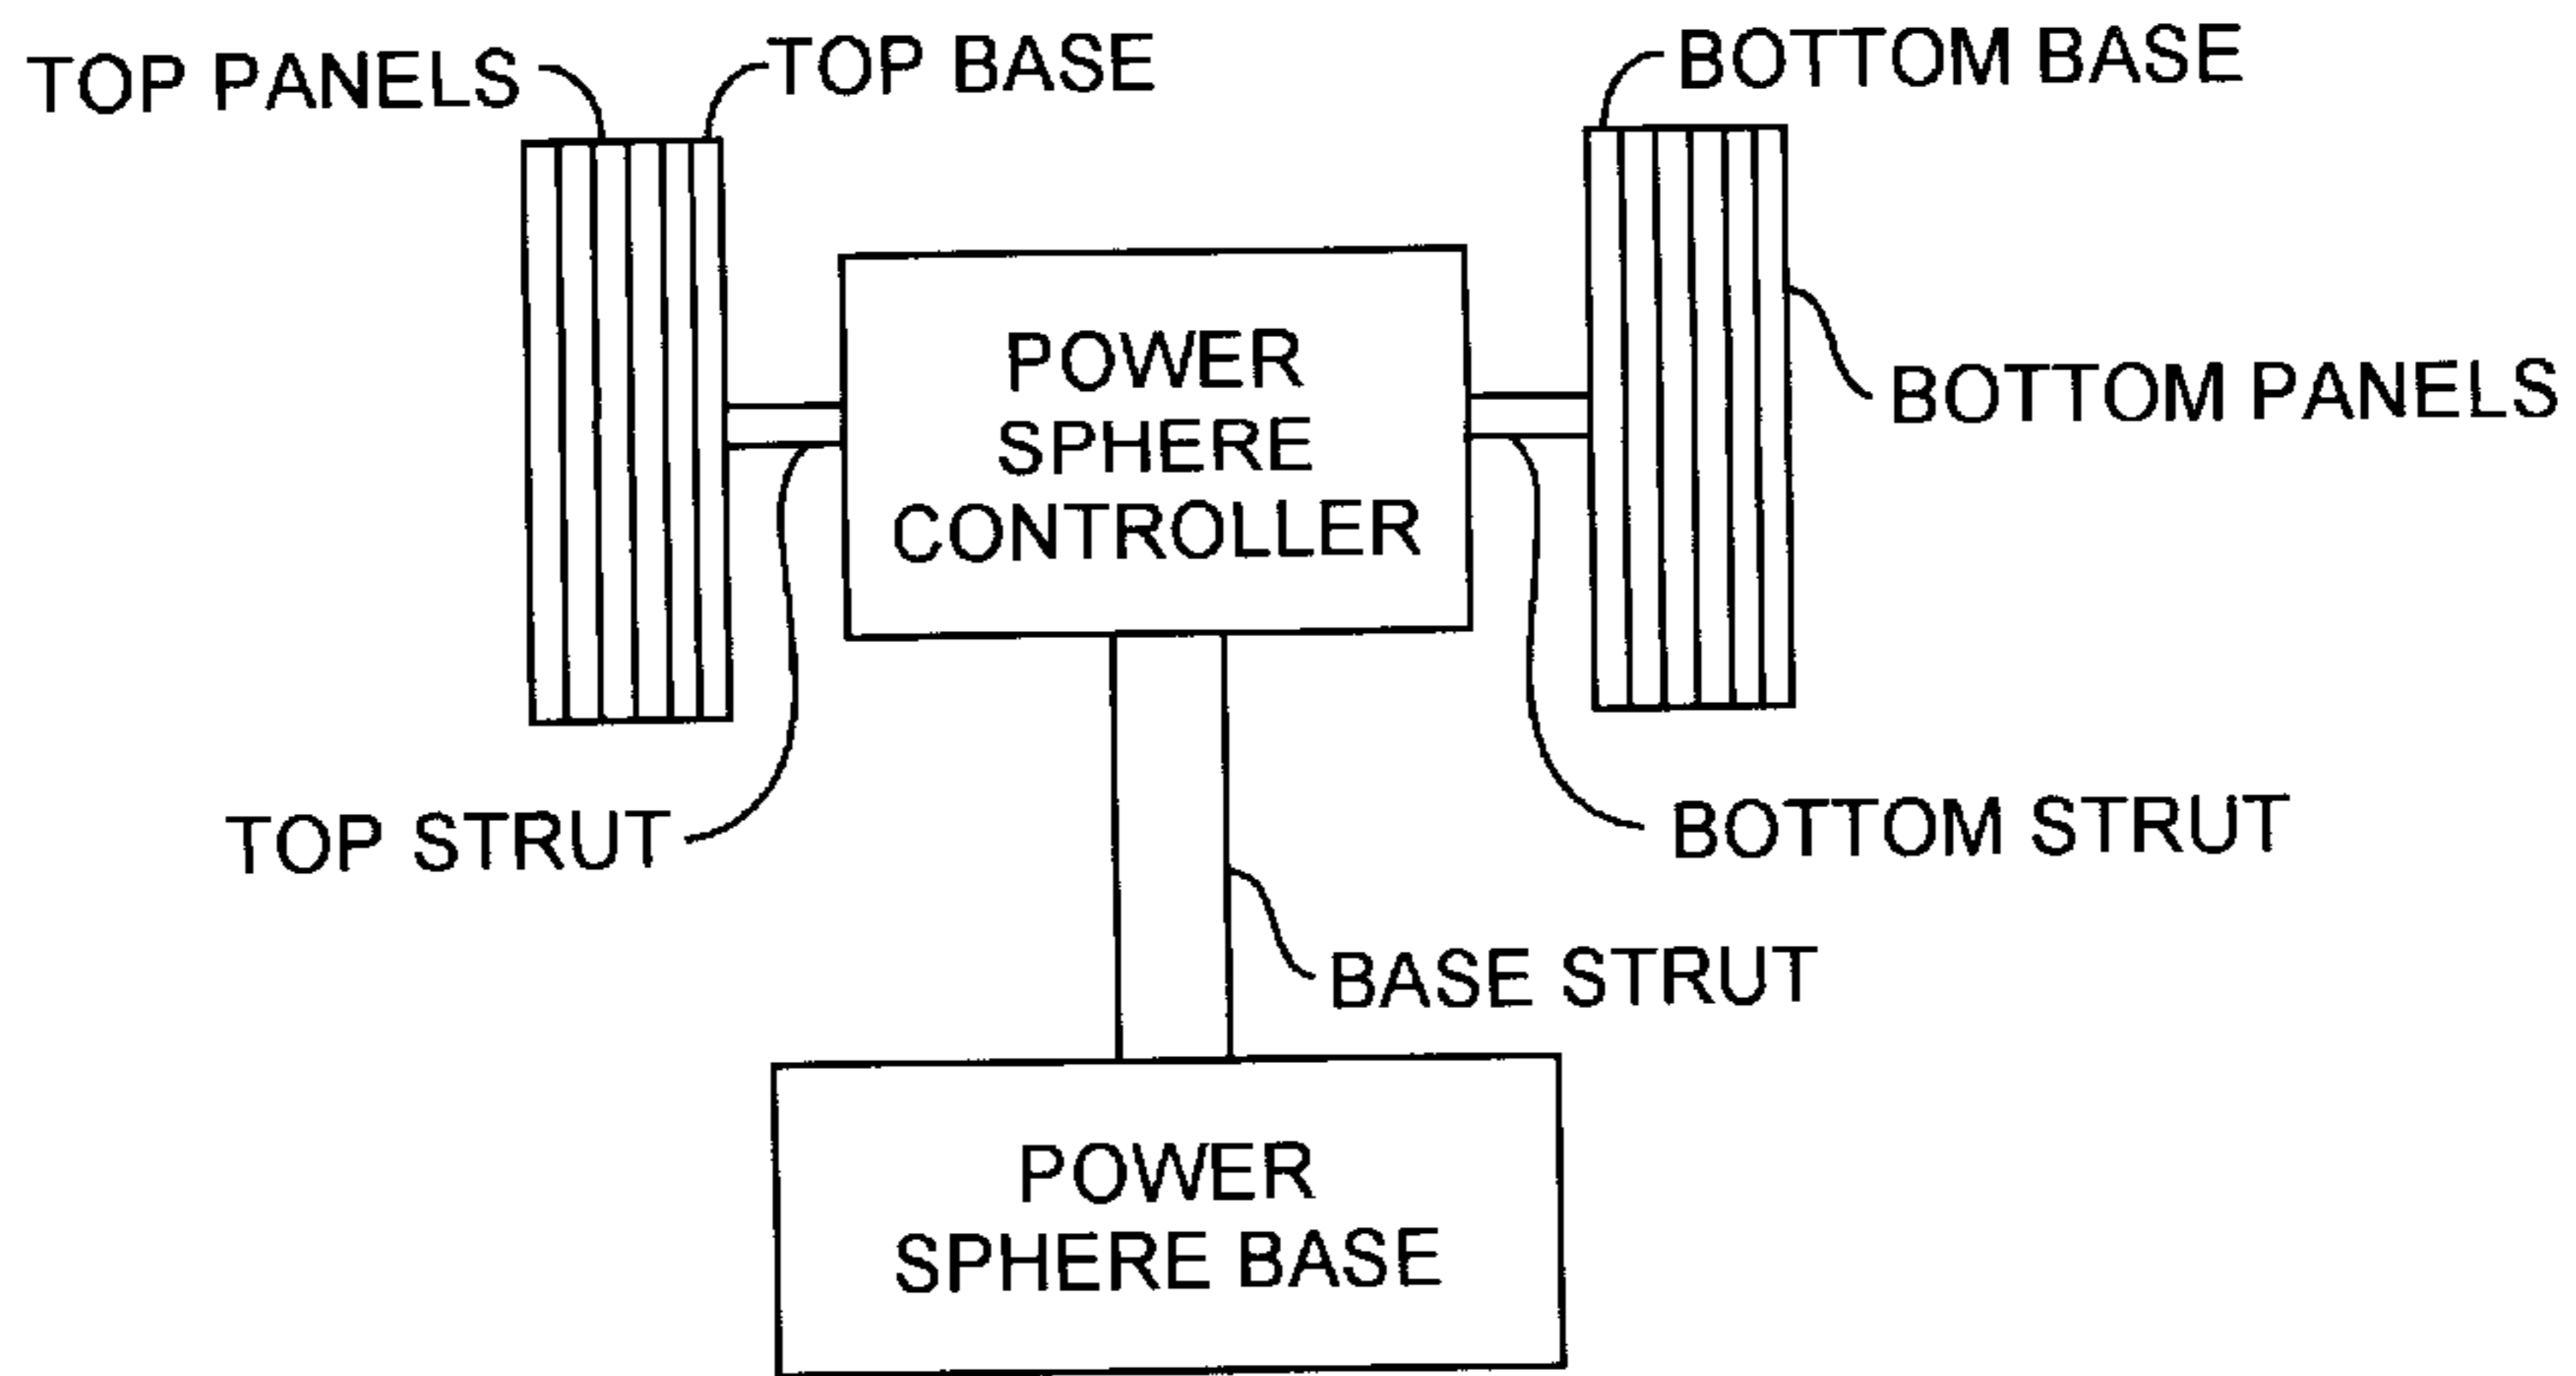 TOP PANELS
TOP BASE
BOTTOM BASE
POWER
SPHERE
CONTROLLER
BOTTOM PANELS
TOP STRUT
BOTTOM STRUT
BASE STRUT
POWER
SPHERE BASE